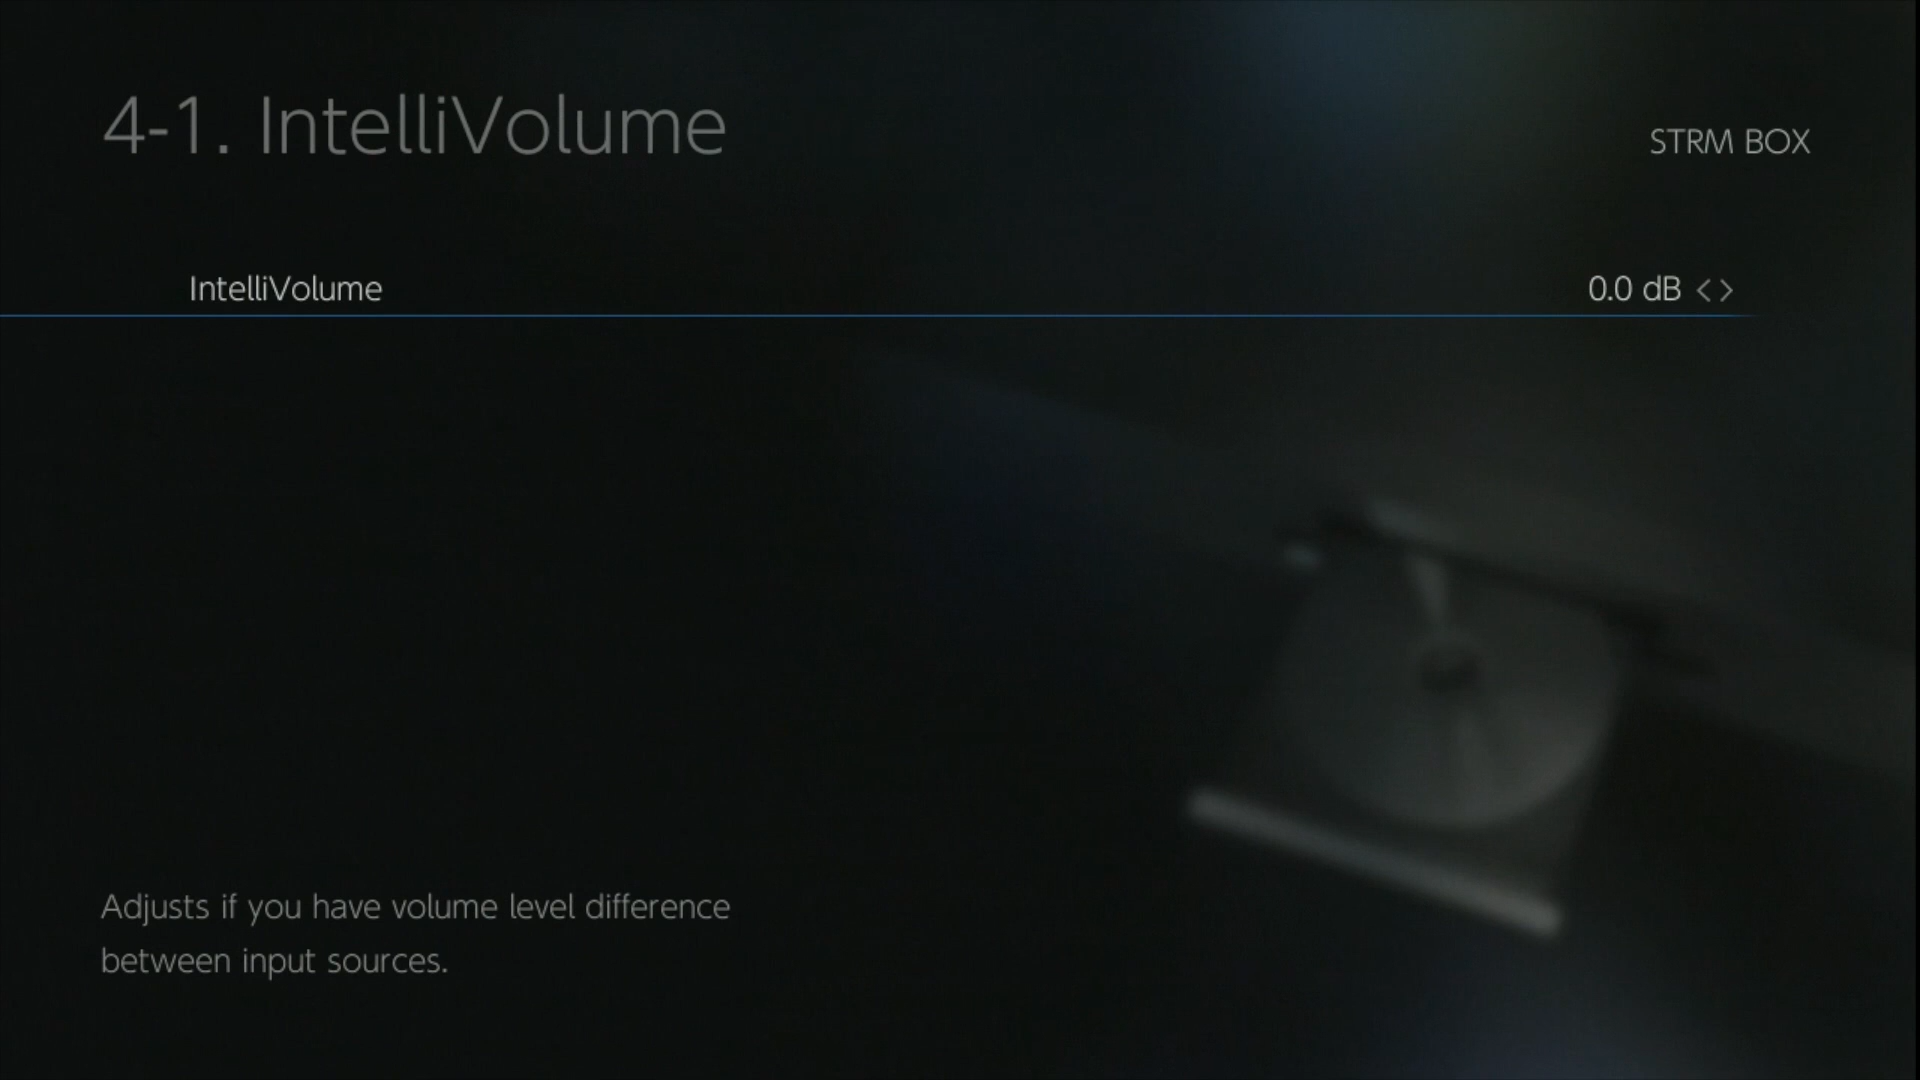 4-1. IntelliVolume
STRM BOX
IntelliVolume
0.0 dB
Adjusts if you have volume level difference
between input sources.